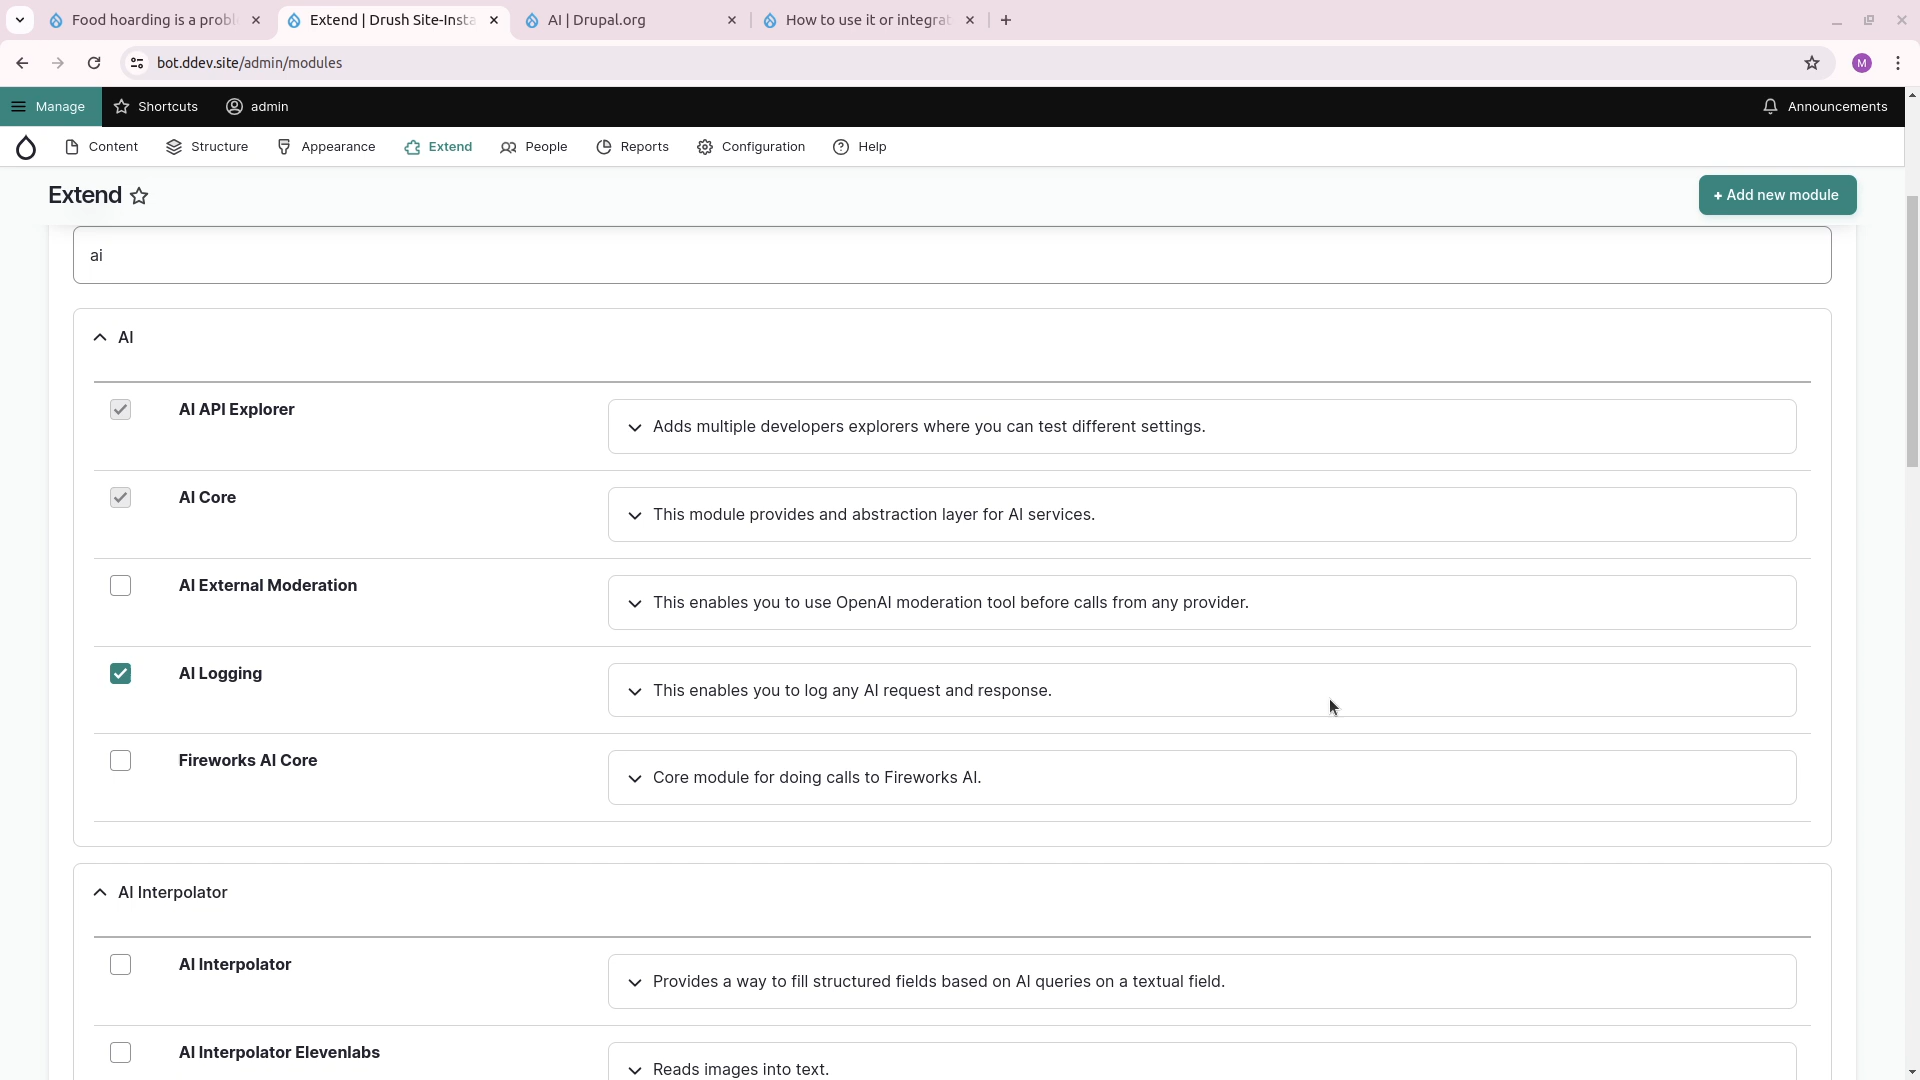 Food hoarding is a probl
Extend | Drush Site-Insta
AI | Drupal.org
How to use it or integrat
bot.ddev.site/admin/modules
M
Manage
Shortcuts
admin
Announcements
Content
Structure
Appearance
Extend
People
Reports
Configuration
Help
Extend
+ Add new module
ai
AI
AI API Explorer
Adds multiple developers explorers where you can test different settings.
AI Core
This module provides and abstraction layer for AI services.
AI External Moderation
This enables you to use OpenAI moderation tool before calls from any provider.
AI Logging
This enables you to log any AI request and response.
Fireworks AI Core
Core module for doing calls to Fireworks AI.
AI Interpolator
AI Interpolator
Provides a way to fill structured fields based on AI queries on a textual field.
AI Interpolator Elevenlabs
Reads images into text.